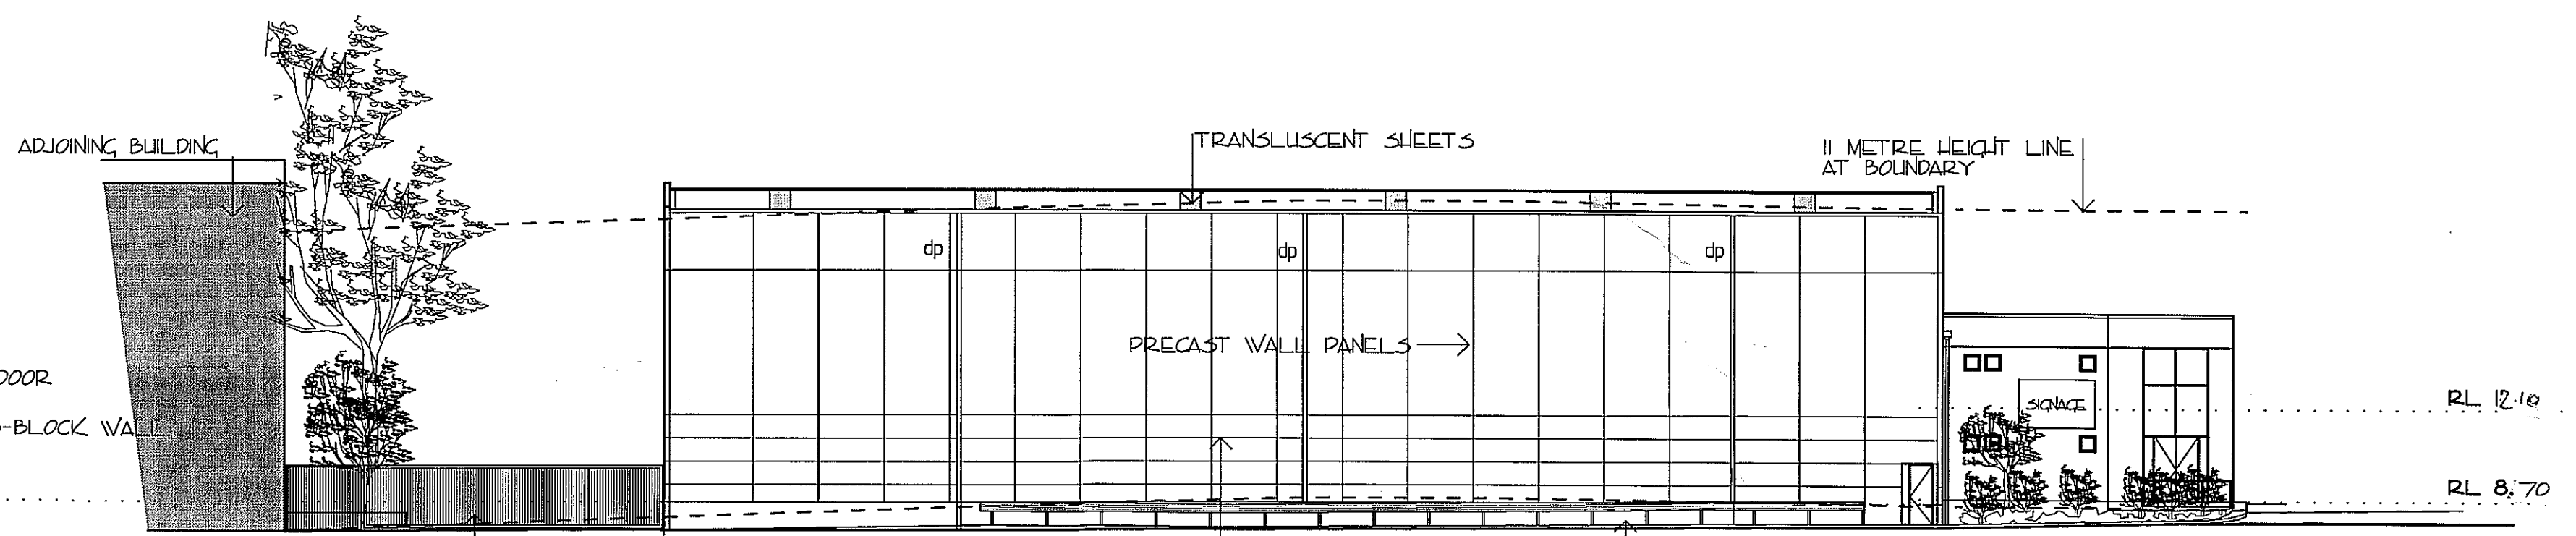 ADJOINING BUILDING
TRANSLUSCENT SHEETS
11 METRE HEIGHT LINE
AT BOUNDARY
dp
dp
dp
PRECAST WALL PANELS
DOOR
-BLOCK WALL
SIGNAGE
RL 12.10
RL 8.70